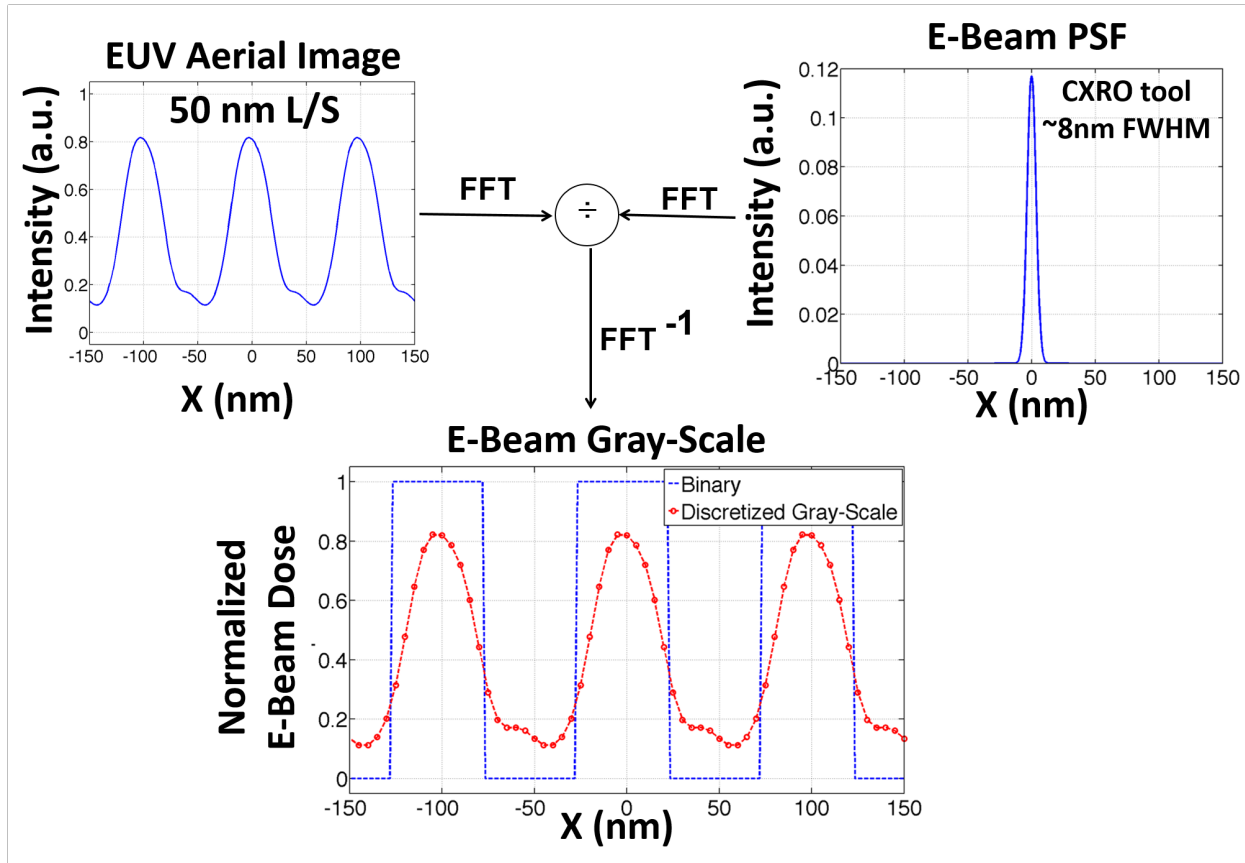 EUV Aerial Image
50 nm L/S
Intensity (a.u.)
1
0.8
0.6
0.4
0.2
0
-150 -100 -50 0 50 100 150
X (nm)
E-Beam PSF
CXRO tool
~8nm FWHM
Intensity (a.u.)
0.12
0.1
0.08
0.06
0.04
0.02
0
-150 -100 -50 0 50 100 150
X (nm)
FFT
÷
FFT
FFT -1
E-Beam Gray-Scale
Binary
Discretized Gray-Scale
Normalized
E-Beam Dose
1
0.8
0.6
0.4
0.2
0
-150 -100 -50 0 50 100 150
X (nm)